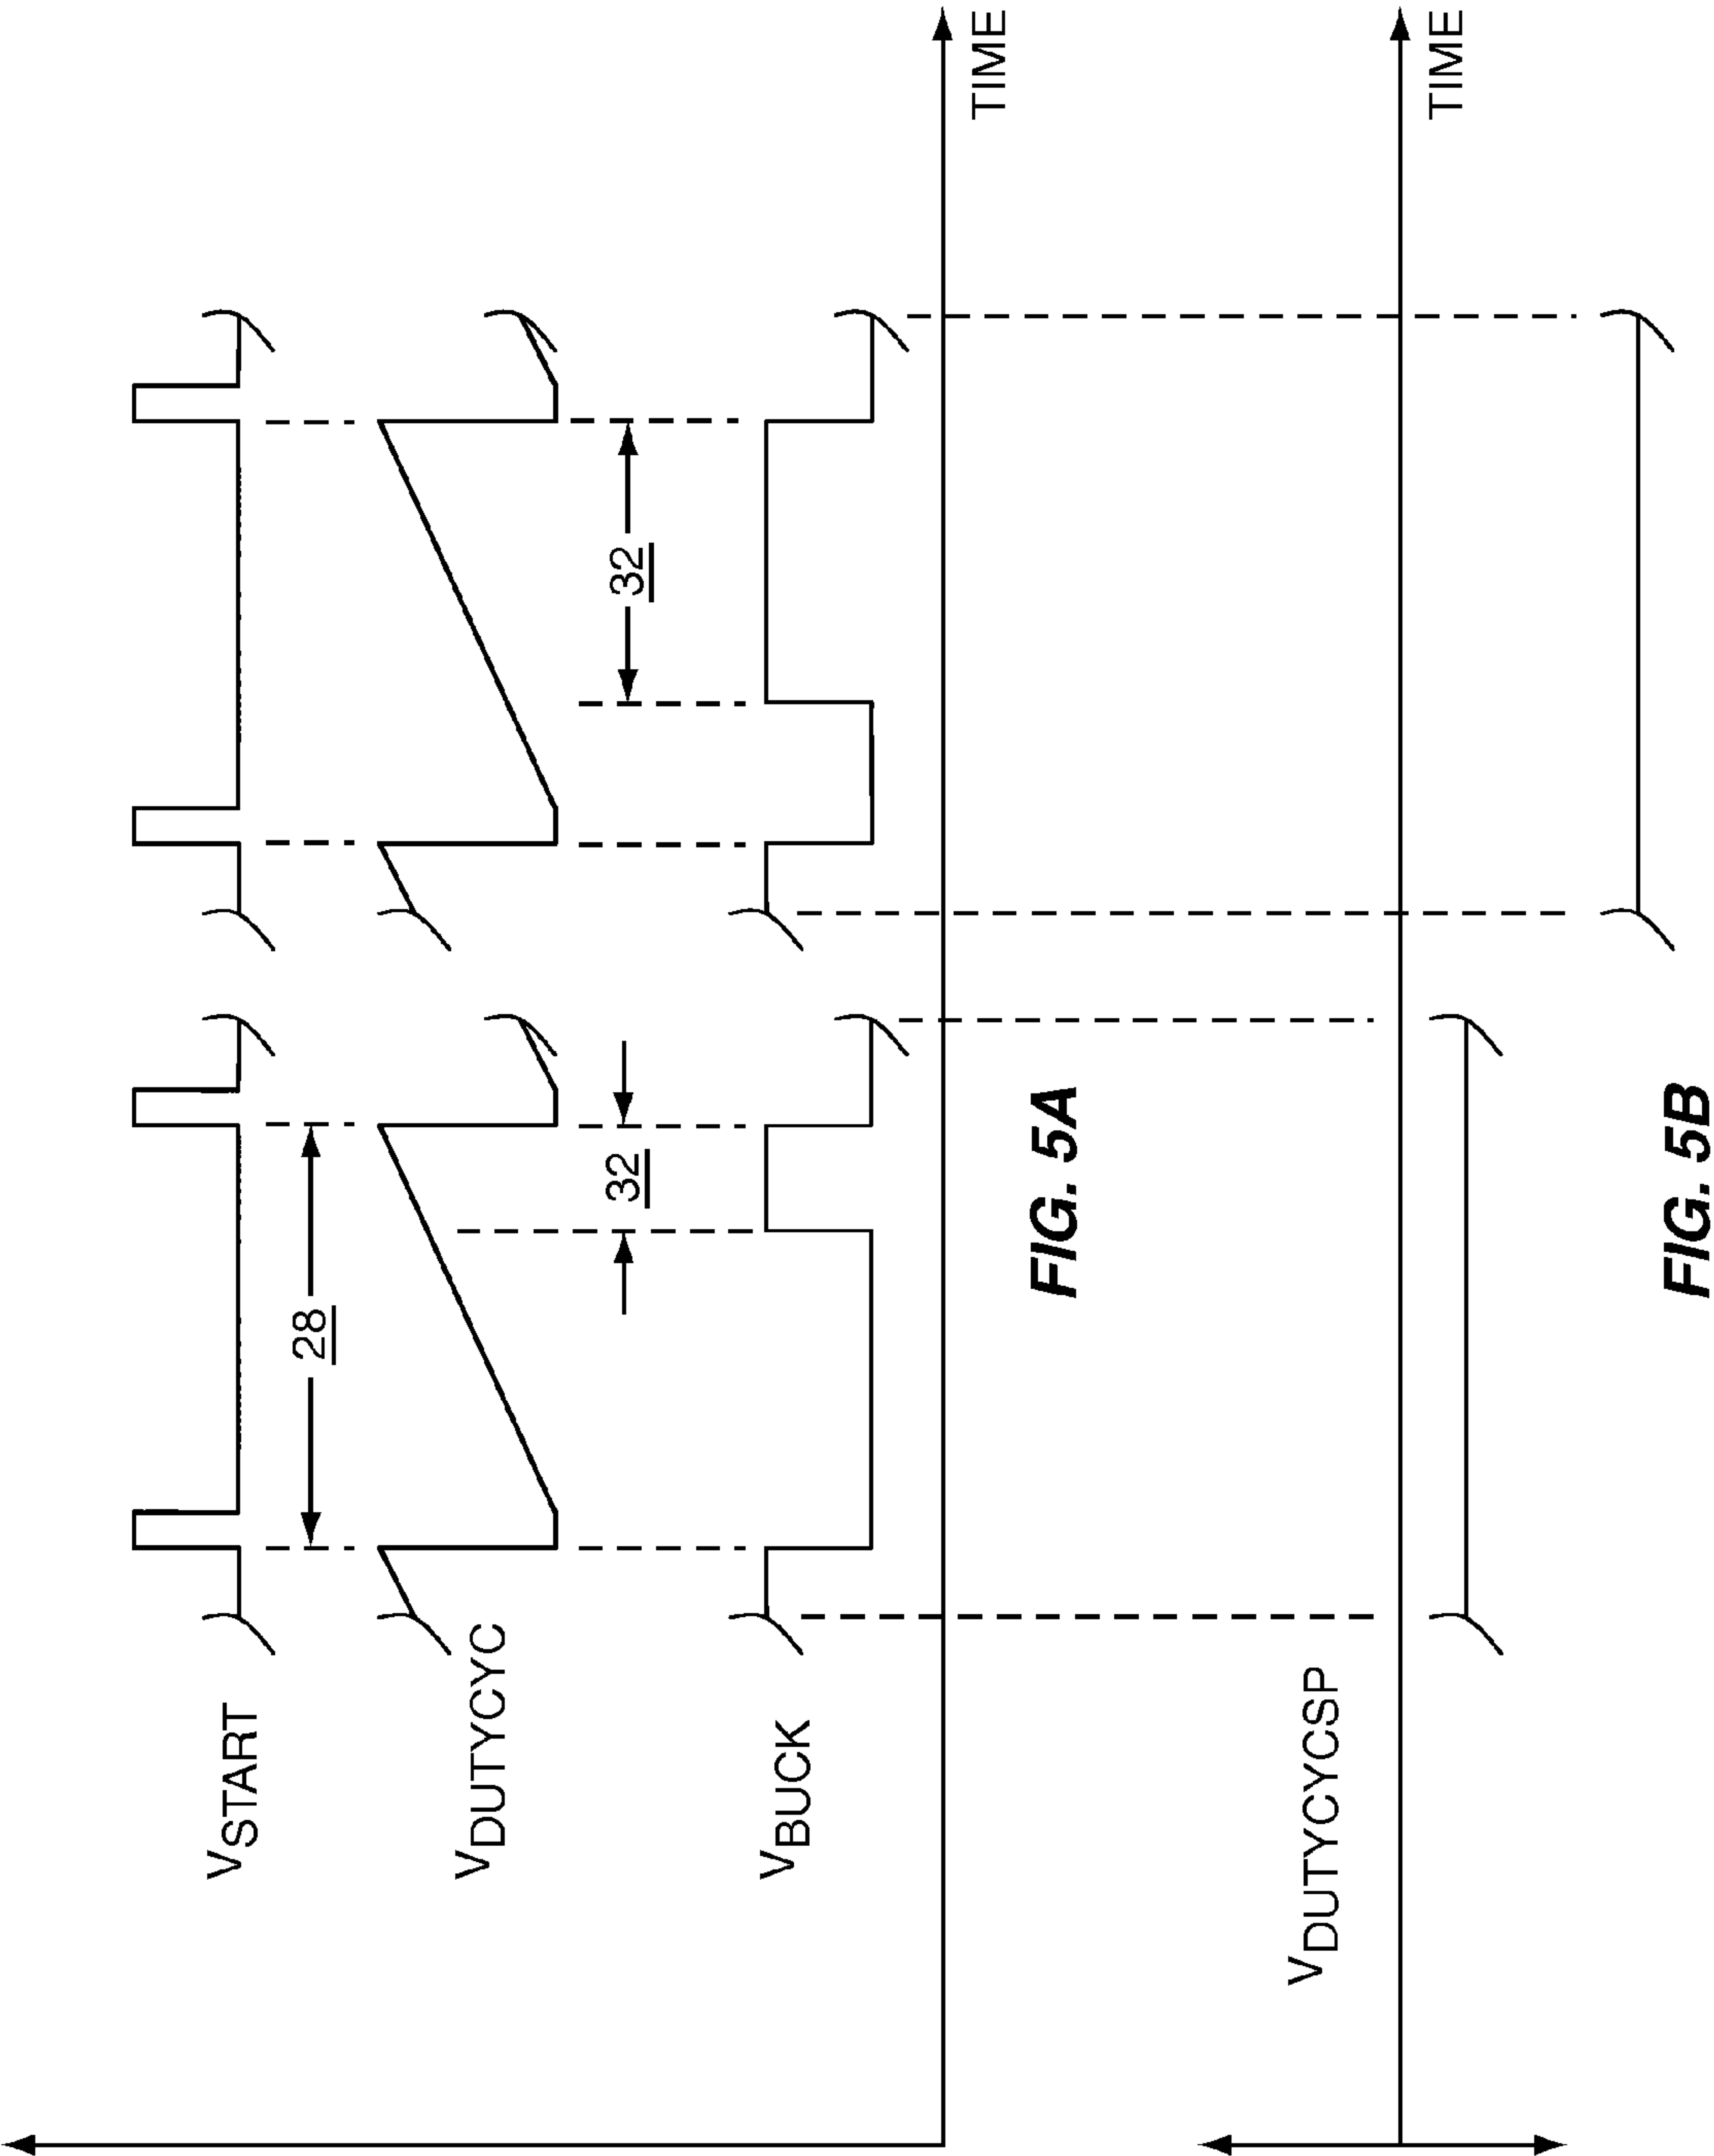 VSTART
28
VDUTYCYC
32
32
VBUCK
TIME
FIG. 5A
VDUTYCYCSP
TIME
FIG. 5B